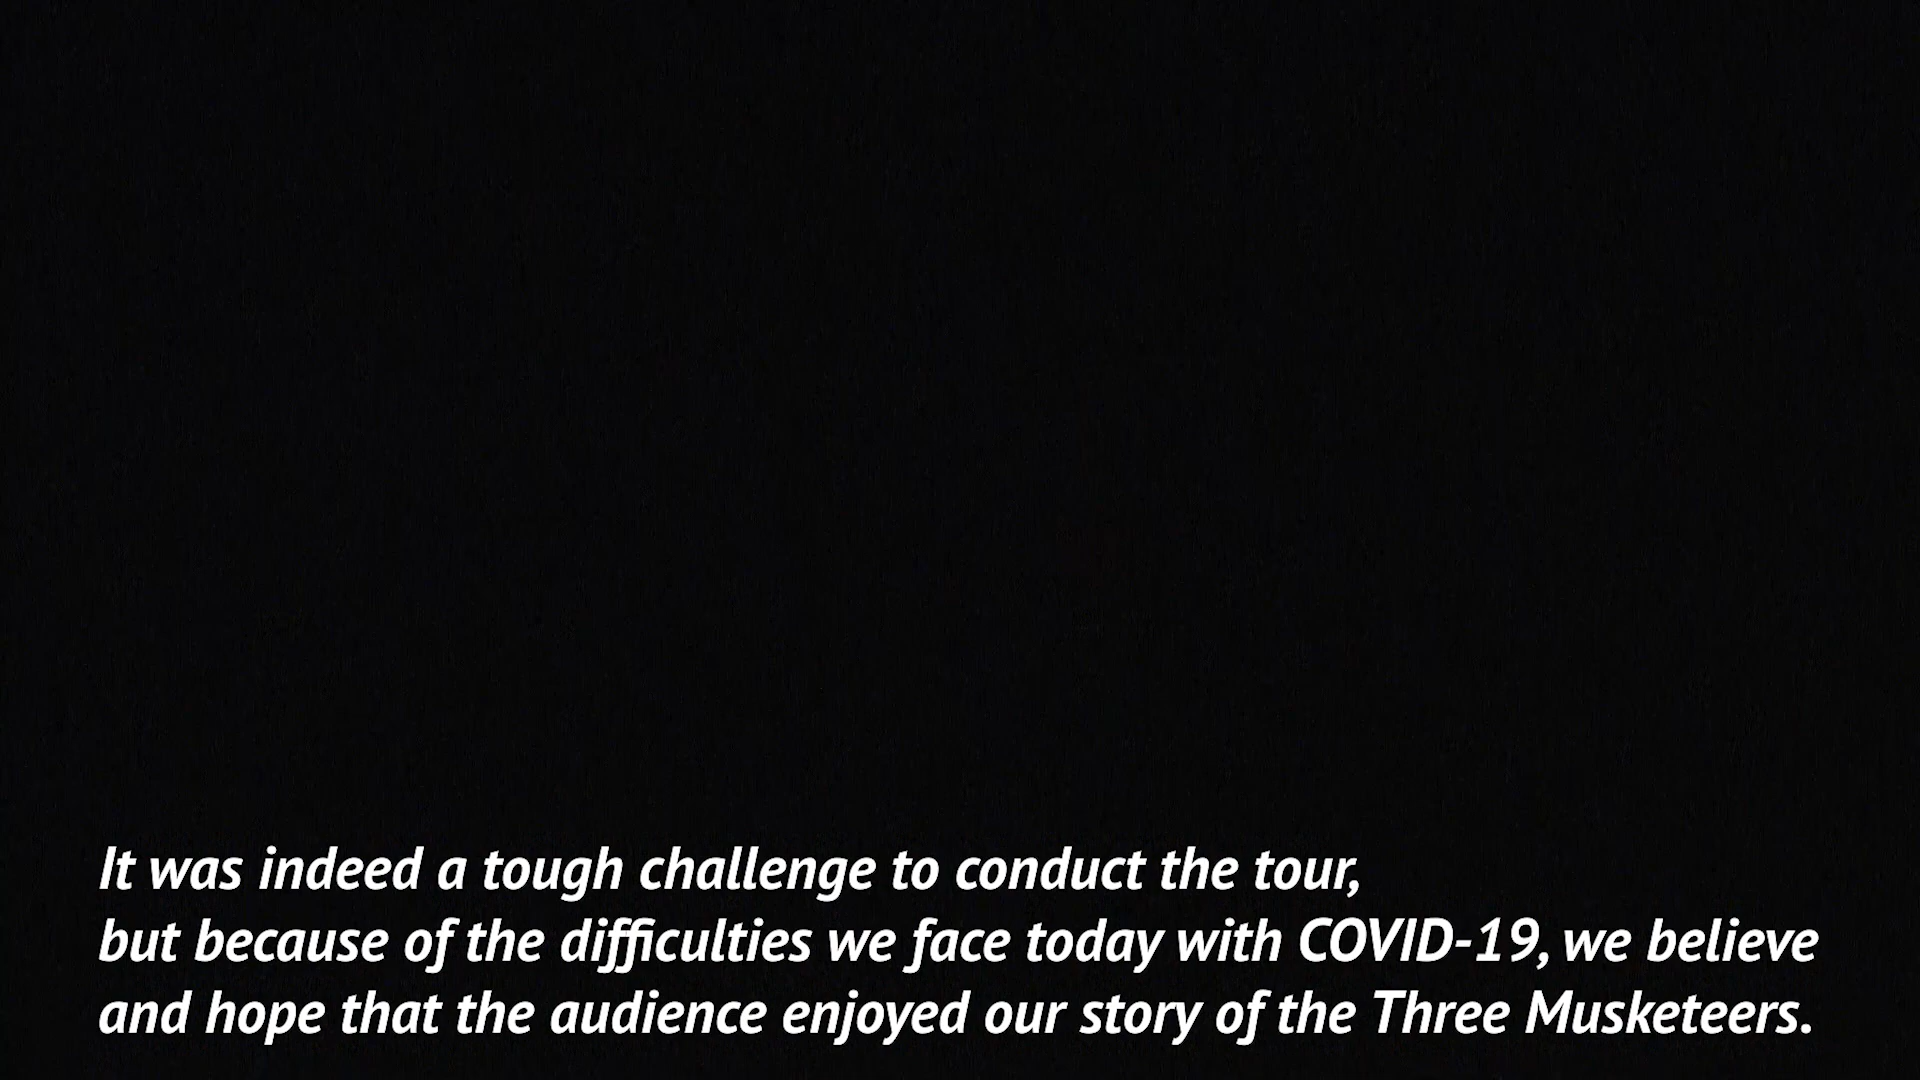 It was indeed a tough challenge to conduct the tour,
but because of the difficulties we face today with COVID-19, we believe
and hope that the audience enjoyed our story of the Three Musketeers.